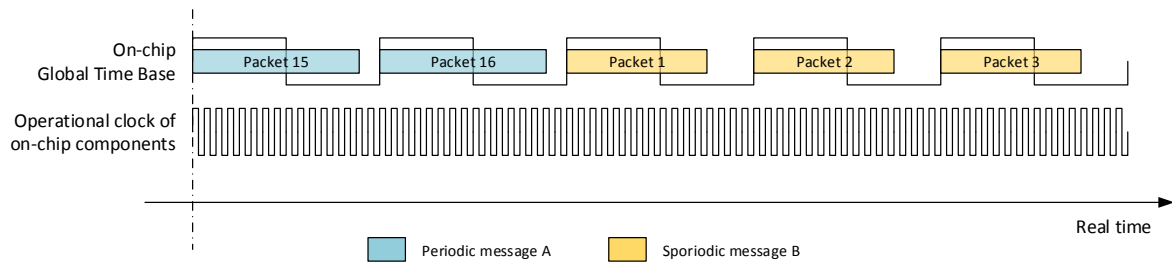 On-chip
Global Time Base
Packet 15
Packet 16
Packet 1
Packet 2
Packet 3
Operational clock of
on-chip components
Real time
Periodic message A
Sporiodic message B